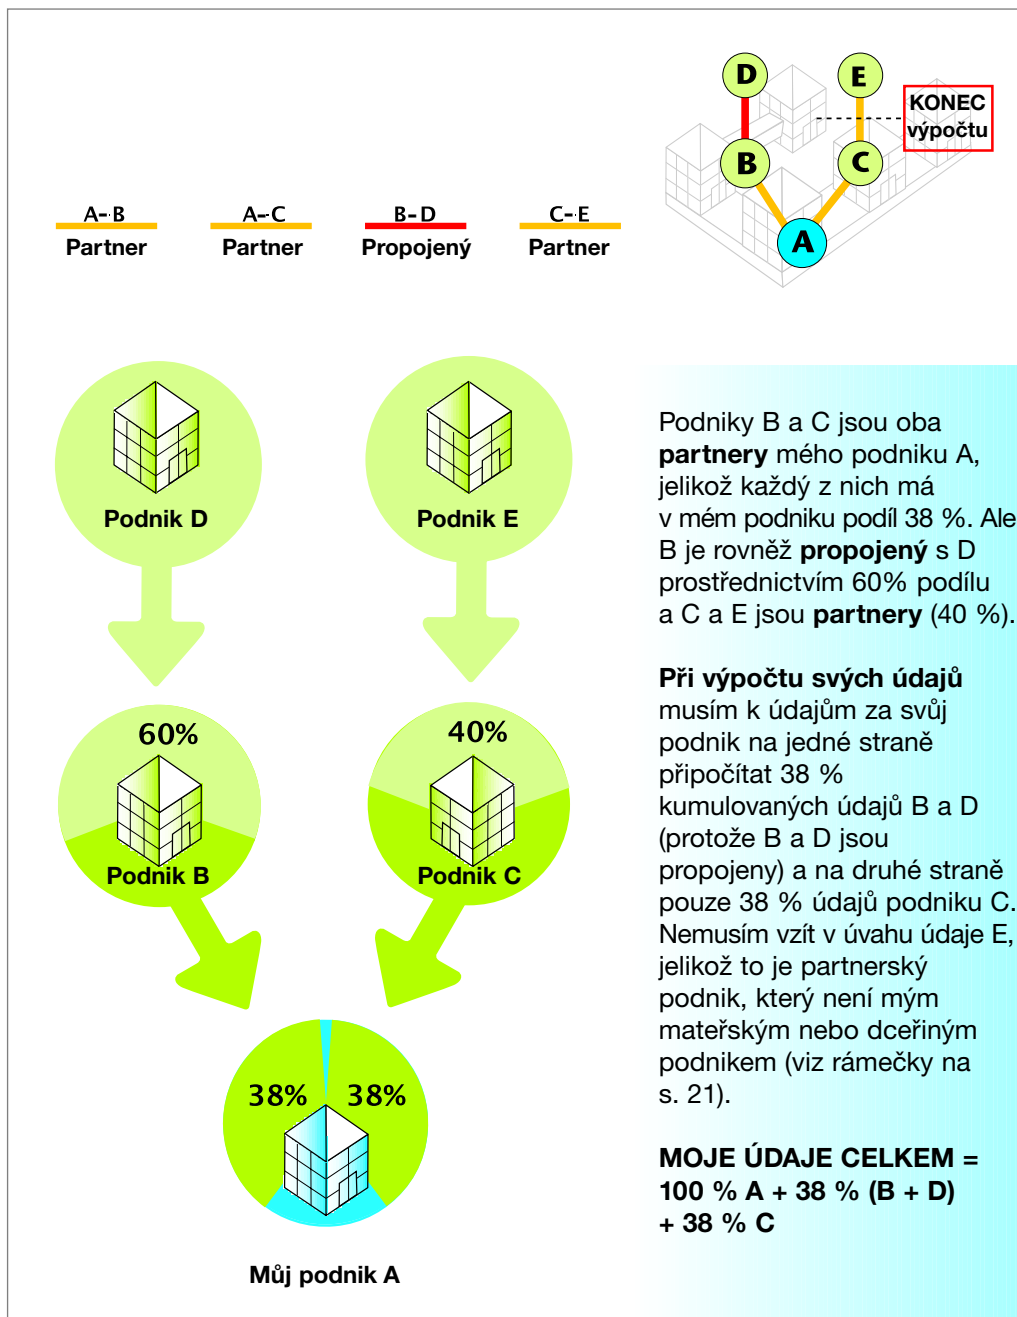 D
E
KONEC
výpočtu
B
C
A
A-B
Partner
A-C
Partner
B-D
Propojený
C-E
Partner
Podnik D
Podnik E
60%
40%
Podnik B
Podnik C
38%
38%
Můj podnik A
Podniky B a C jsou oba
partnery mého podniku A,
jelikož každý z nich má
v mém podniku podíl 38 %. Ale
B je rovněž propojený s D
prostřednictvím 60% podílu
a C a E jsou partnery (40 %).
Při výpočtu svých údajů
musím k údajům za svůj
podnik na jedné straně
připočítat 38 %
kumulovaných údajů B a D
(protože B a D jsou
propojeny) a na druhé straně
pouze 38 % údajů podniku C.
Nemusím vzít v úvahu údaje E,
jelikož to je partnerský
podnik, který není mým
mateřským nebo dceřiným
podnikem (viz rámečky na
s. 21).
MOJE ÚDAJE CELKEM =
100 % A + 38 % (B + D)
+ 38 % C